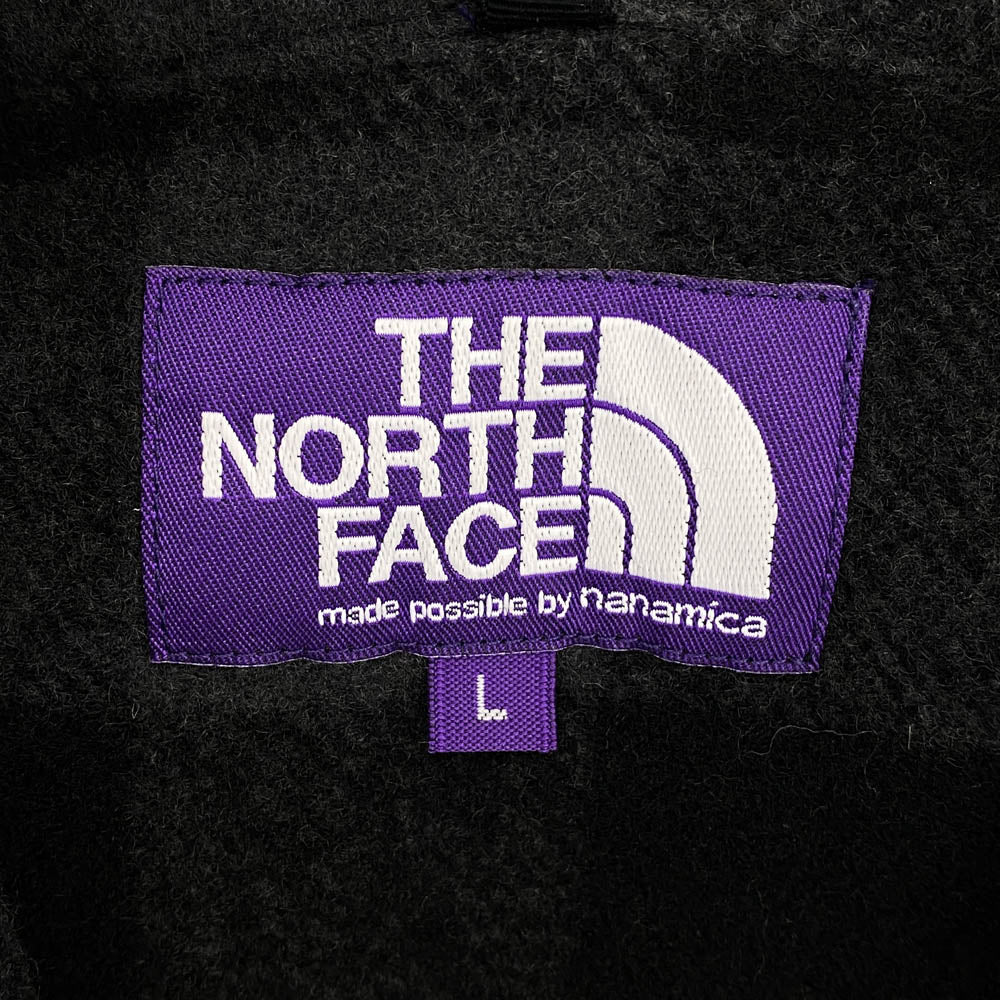 THE
NORTH
FACE
made possible by nanamica
L